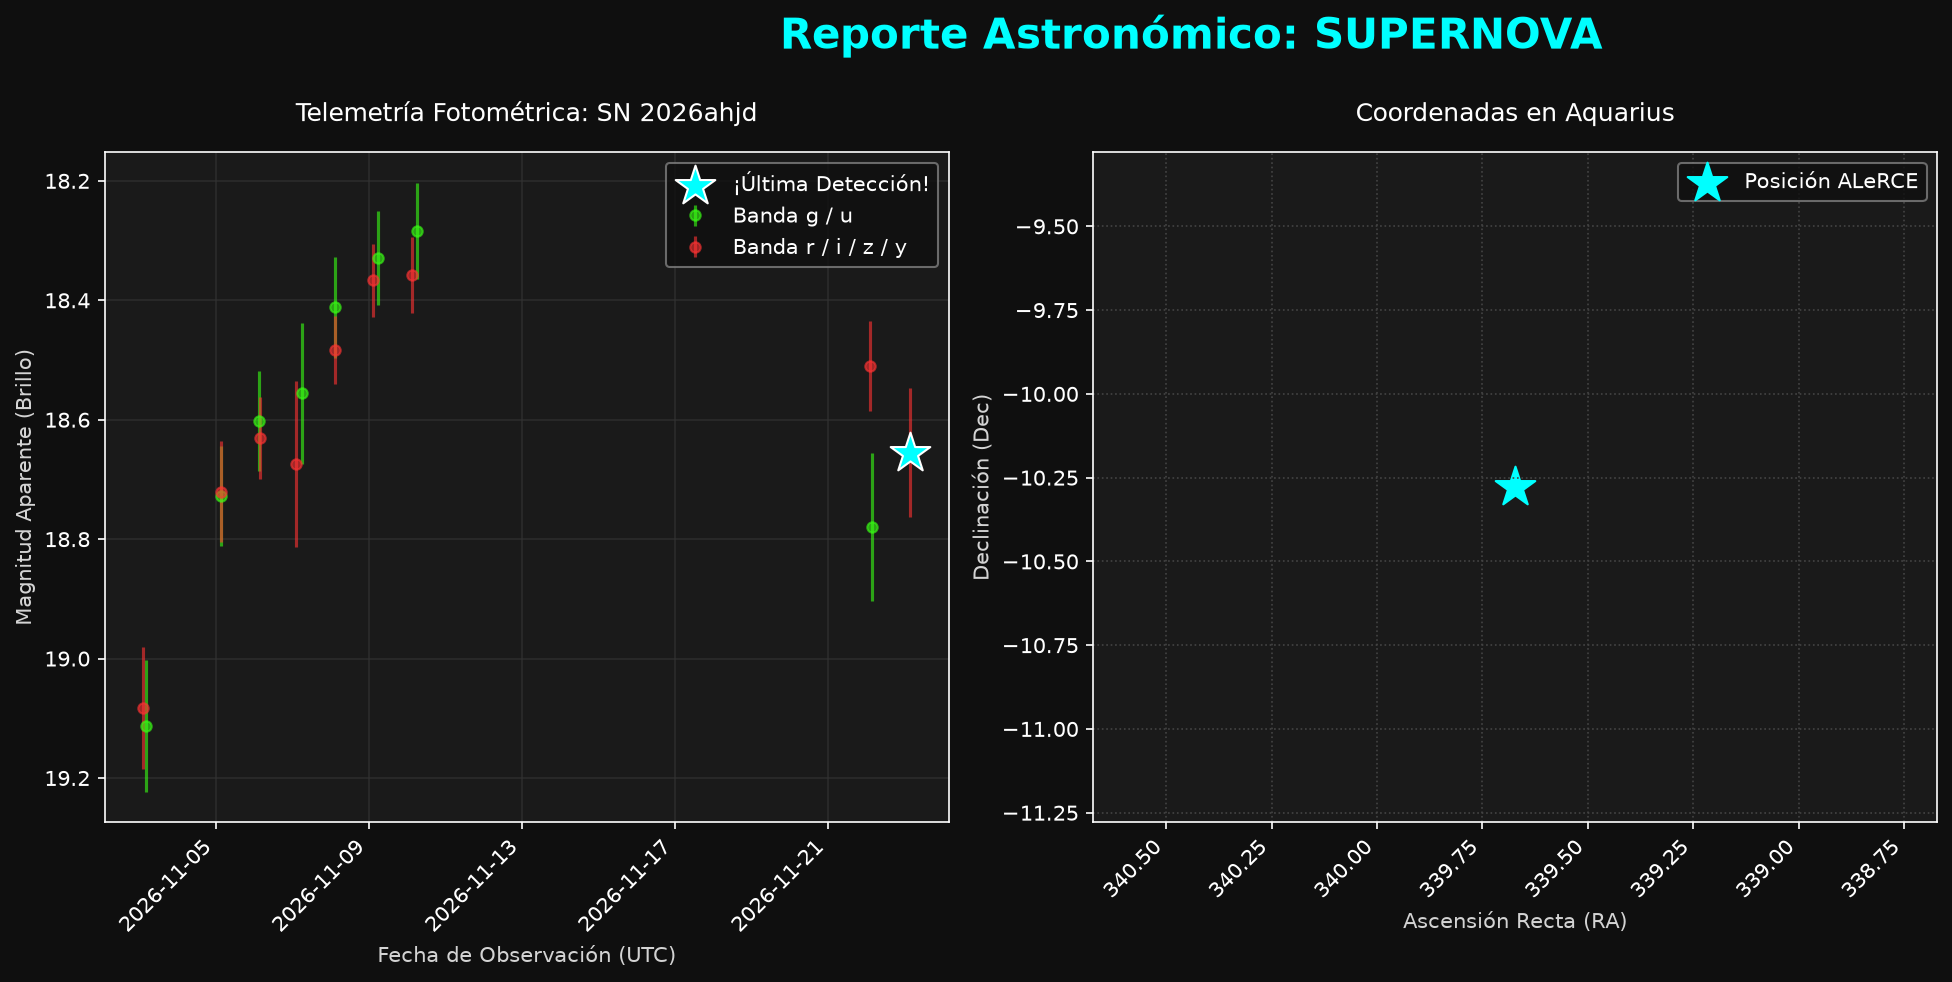 Reporte Astronómico: SUPERNOVA
Telemetría Fotométrica: SN 2026ahjd
¡Última Detección!
Banda g / u
Banda r / i / z / y
Magnitud Aparente (Brillo)
18.2
18.4
18.6
18.8
19.0
19.2
2026-11-05
2026-11-09
2026-11-13
2026-11-17
2026-11-21
Fecha de Observación (UTC)
Coordenadas en Aquarius
Posición ALeRCE
Declinación (Dec)
−9.50
−9.75
−10.00
−10.25
−10.50
−10.75
−11.00
−11.25
340.50
340.25
340.00
339.75
339.50
339.25
339.00
338.75
Ascensión Recta (RA)